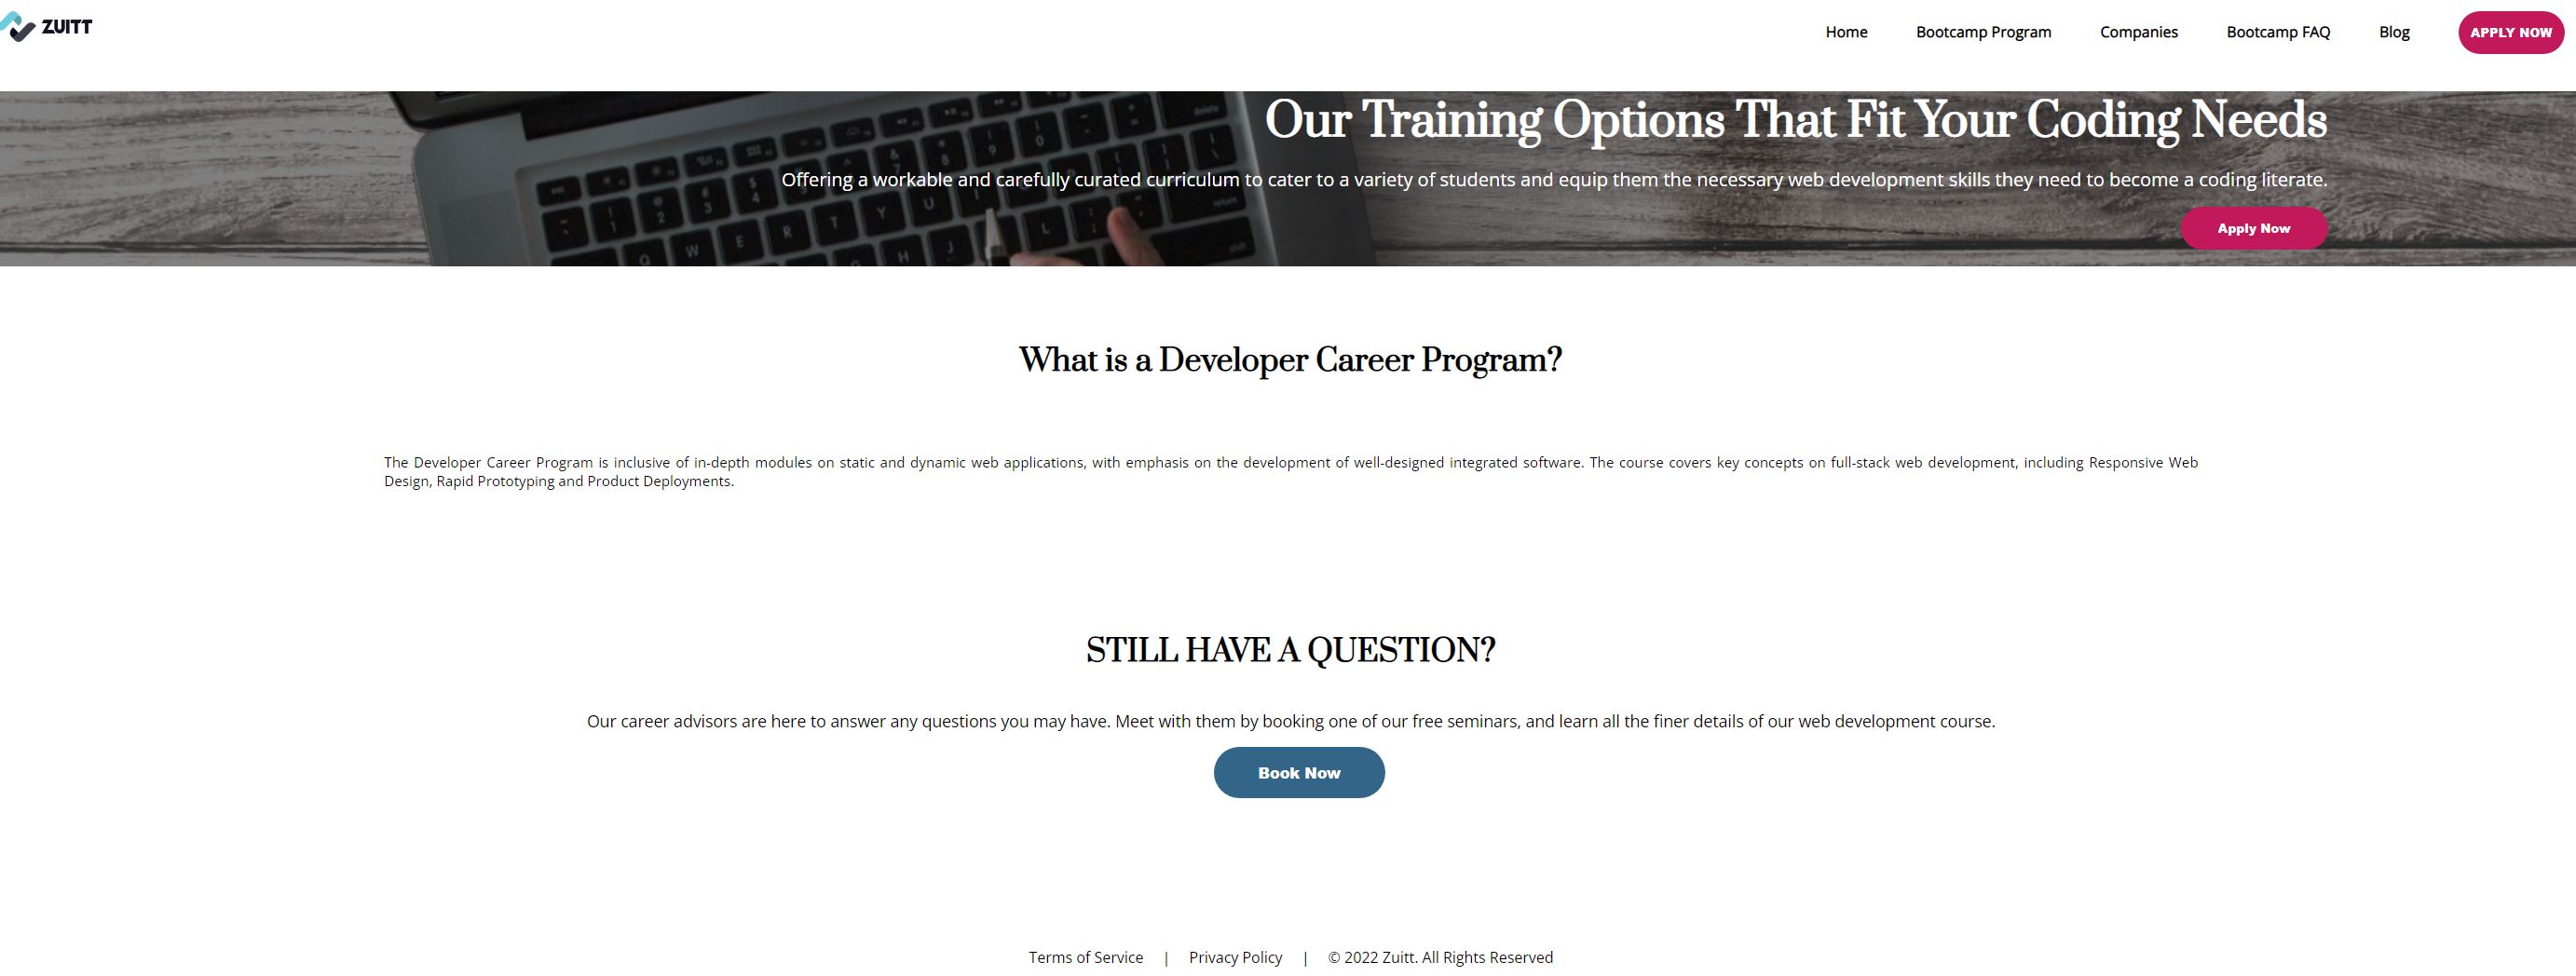 ZUITT
Home
Bootcamp Program
Companies
Bootcamp FAQ
Blog
APPLY NOW
Our Training Options That Fit Your Coding Needs
Offering a workable and carefully curated curriculum to cater to a variety of students and equip them the necessary web development skills they need to become a coding literate.
Apply Now
What is a Developer Career Program?
The Developer Career Program is inclusive of in-depth modules on static and dynamic web applications, with emphasis on the development of well-designed integrated software. The course covers key concepts on full-stack web development, including Responsive Web
Design, Rapid Prototyping and Product Deployments.
STILL HAVE A QUESTION?
Our career advisors are here to answer any questions you may have. Meet with them by booking one of our free seminars, and learn all the finer details of our web development course.
Book Now
Terms of Service | Privacy Policy | © 2022 Zuitt. All Rights Reserved